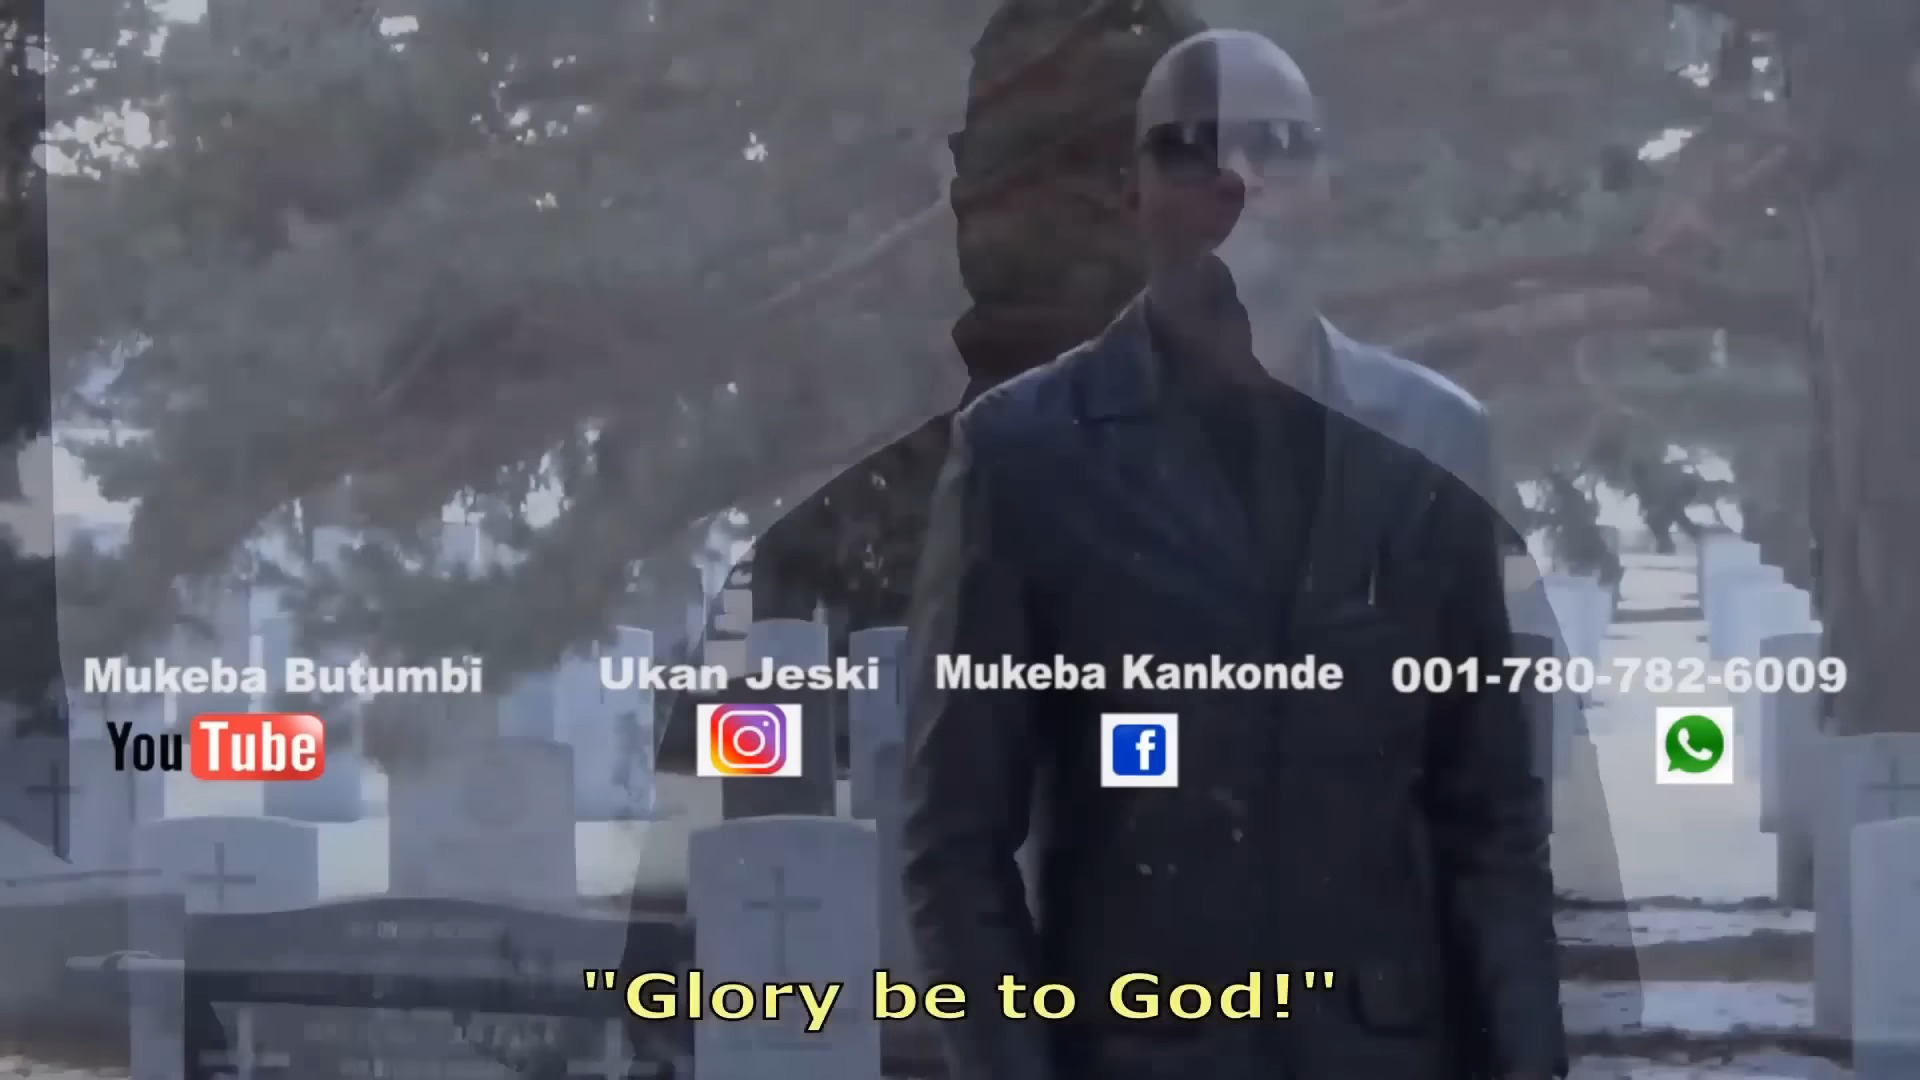 Mukeba Butumbi
Ukan Jeski
Mukeba Kankonde
001-780-782-6009
YouTube
"Glory be to God!"